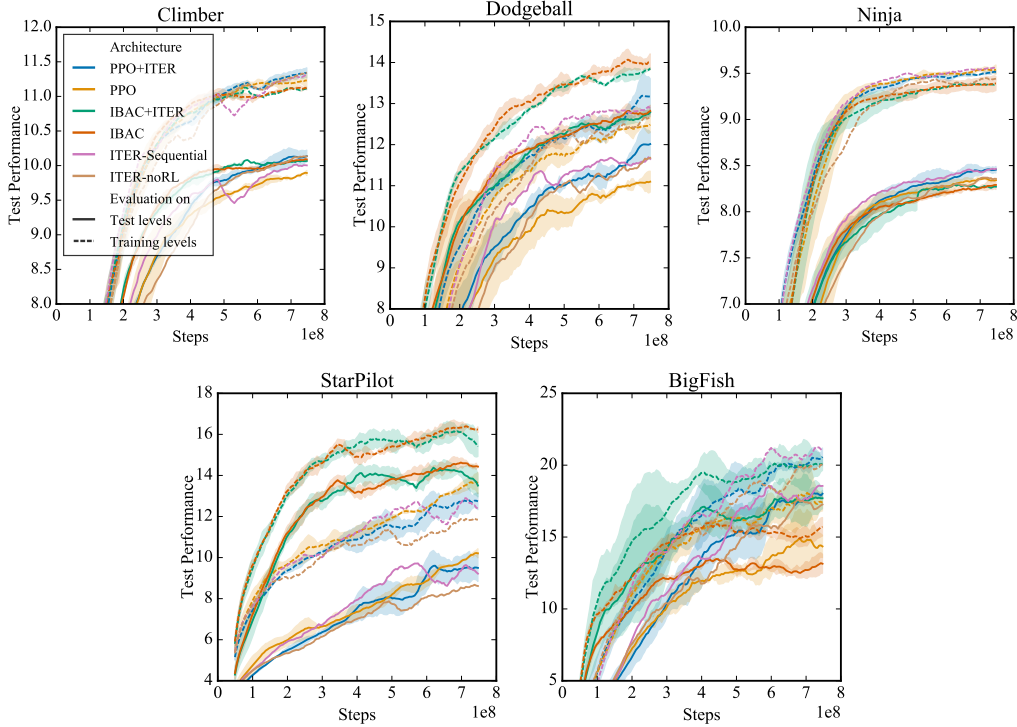 Climber
Test Performance
12.0
11.5
11.0
10.5
10.0
9.5
9.0
8.5
8.0
Architecture
PPO+ITER
PPO
IBAC+ITER
IBAC
ITER-Sequential
ITER-noRL
Evaluation on
Test levels
Training levels
0 1 2 3 4 5 6 7 8
Steps
1e8
Dodgeball
Test Performance
15
14
13
12
11
10
9
8
0 1 2 3 4 5 6 7 8
Steps
1e8
Ninja
Test Performance
10.0
9.5
9.0
8.5
8.0
7.5
7.0
0 1 2 3 4 5 6 7 8
Steps
1e8
StarPilot
Test Performance
18
16
14
12
10
8
6
4
0 1 2 3 4 5 6 7 8
Steps
1e8
BigFish
Test Performance
25
20
15
10
5
0 1 2 3 4 5 6 7 8
Steps
1e8